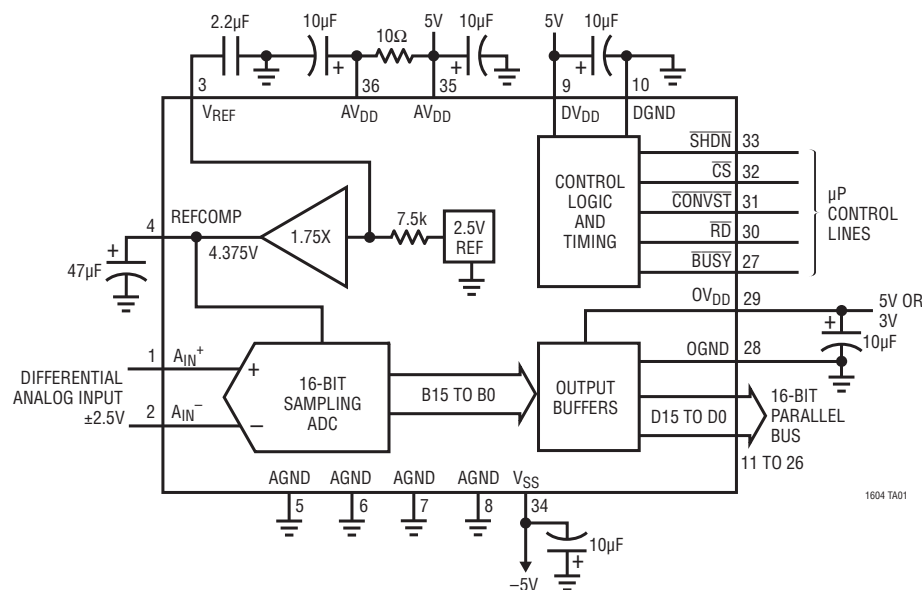 2.2µF
10µF
10Ω
5V
10µF
5V
10µF
3
36
35
9
10
VREF
AVDD
AVDD
DVDD
DGND
SHDN
33
CS
32
CONVST
31
RD
30
BUSY
27
µP
CONTROL
LINES
CONTROL
LOGIC
AND
TIMING
4
REFCOMP
4.375V
1.75X
7.5k
2.5V
REF
+
47µF
OVDD
29
5V OR
3V
10µF
OGND
28
1
AIN+
DIFFERENTIAL
ANALOG INPUT
±2.5V
2
AIN−
+
−
16-BIT
SAMPLING
ADC
B15 TO B0
OUTPUT
BUFFERS
D15 TO D0
16-BIT
PARALLEL
BUS
11 TO 26
AGND
AGND
AGND
AGND
VSS
5
6
7
8
34
10µF
+
–5V
1604 TA01